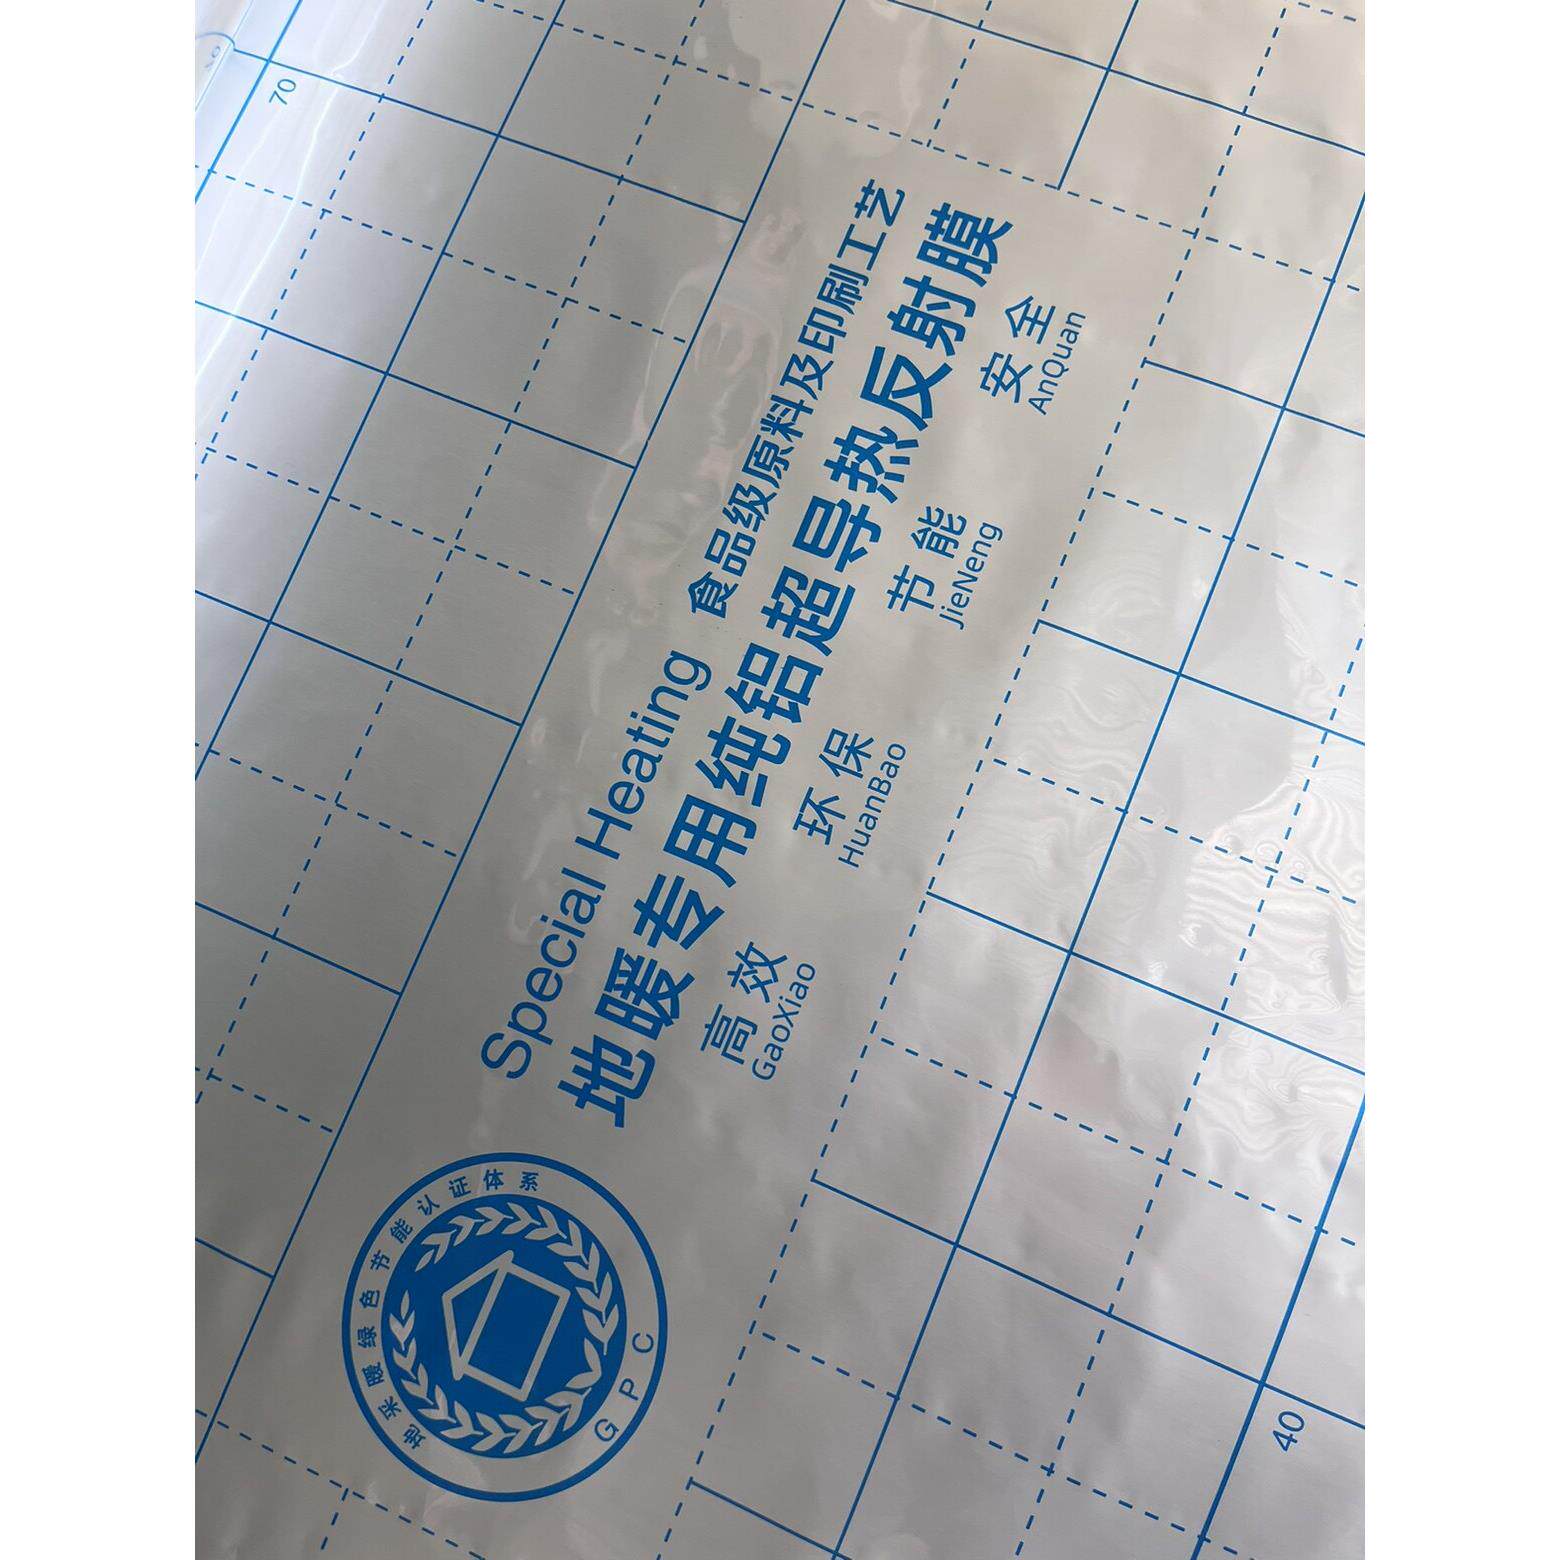 Special Heating 食品级原料及印刷工艺
地暖专用纯铝超导热反射膜
高效 环保 节能 安全
GaoXiao HuanBao JieNeng AnQuan
地采暖绿色节能认证体系
GPC
70
40